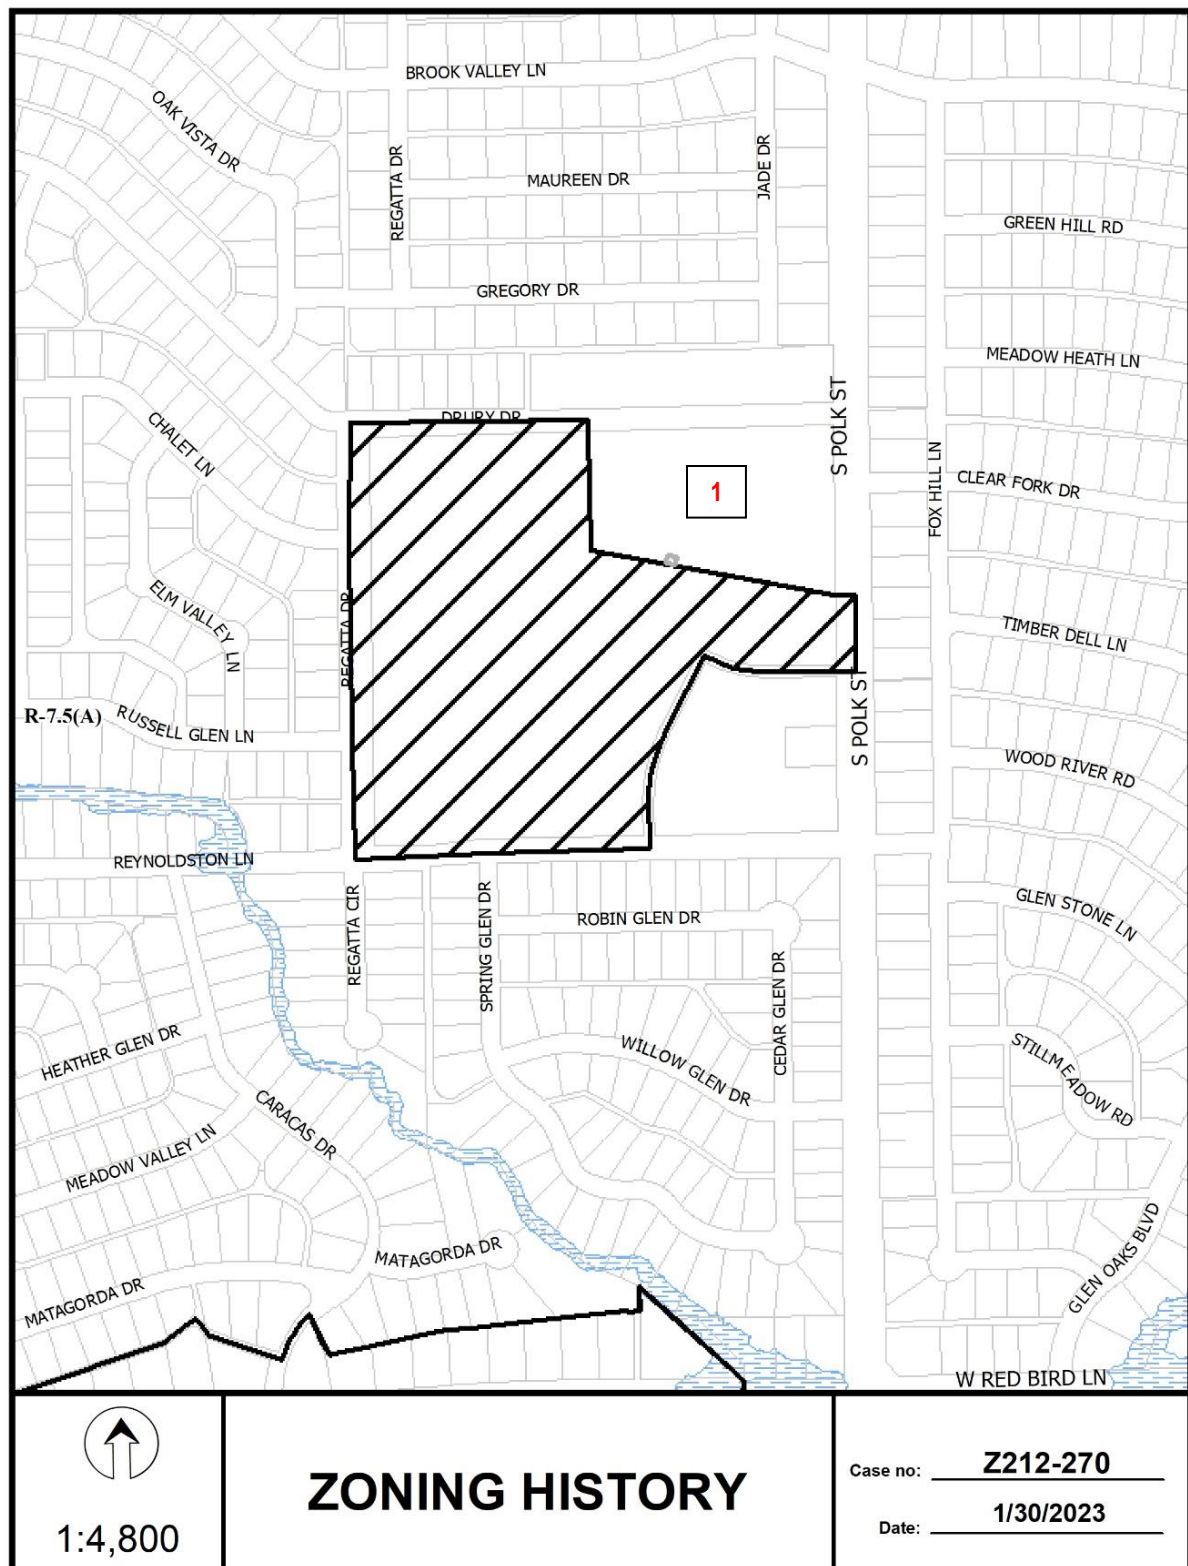 BROOK VALLEY LN
OAK VISTA DR
REGATTA DR
JADE DR
MAUREEN DR
GREEN HILL RD
GREGORY DR
MEADOW HEATH LN
S POLK ST
DRURY DR
CHALET LN
FOX HILL LN
CLEAR FORK DR
1
ELM VALLEY LN
REGATTA DR
TIMBER DELL LN
R-7.5(A)
RUSSELL GLEN LN
S POLK ST
WOOD RIVER RD
REYNOLDSTON LN
REGATTA CIR
SPRING GLEN DR
ROBIN GLEN DR
GLEN STONE LN
CEDAR GLEN DR
HEATHER GLEN DR
WILLOW GLEN DR
STILLMEADOW RD
CARACAS DR
MEADOW VALLEY LN
MATAGORDA DR
GLEN OAKS BLVD
MATAGORDA DR
W RED BIRD LN
1:4,800
ZONING HISTORY
Case no: Z212-270
Date: 1/30/2023